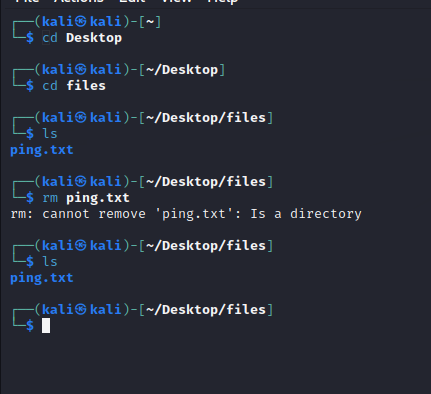 ┌──(kali㉿kali)-[~]
└─$ cd Desktop
┌──(kali㉿kali)-[~/Desktop]
└─$ cd files
┌──(kali㉿kali)-[~/Desktop/files]
└─$ ls
ping.txt
┌──(kali㉿kali)-[~/Desktop/files]
└─$ rm ping.txt
rm: cannot remove 'ping.txt': Is a directory
┌──(kali㉿kali)-[~/Desktop/files]
└─$ ls
ping.txt
┌──(kali㉿kali)-[~/Desktop/files]
└─$